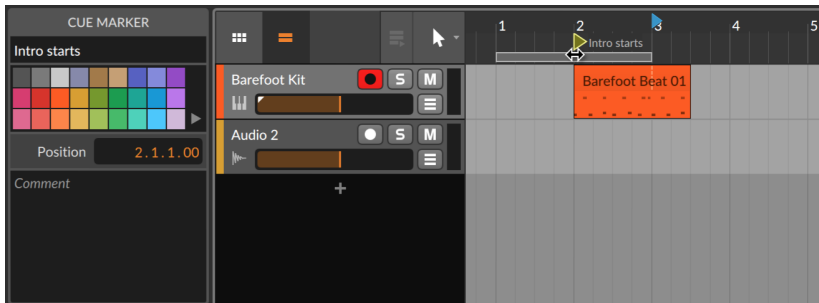 CUE MARKER
Intro starts
Position 2.1.1.00
Comment
1 2 3 4 5
Intro starts
Barefoot Kit S M
Barefoot Beat 01
Audio 2 S M
+